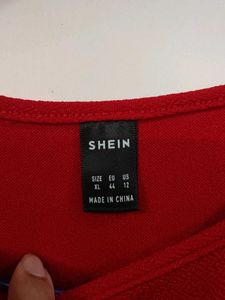 SHEIN
SIZE EU US
XL 44 12
MADE IN CHINA